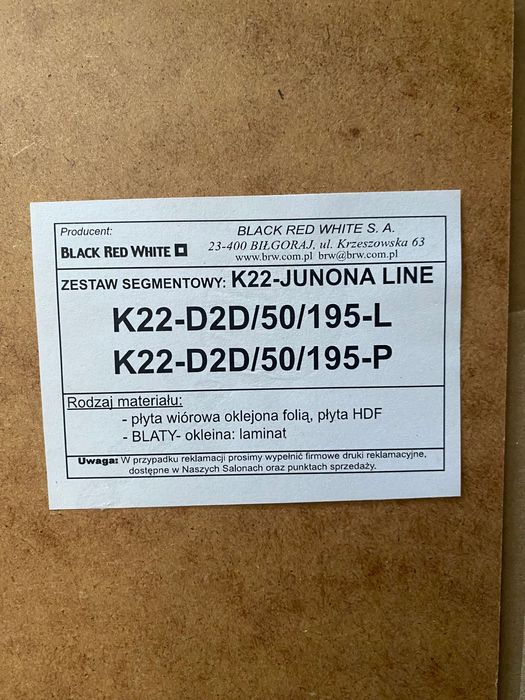 Producent:
BLACK RED WHITE
BLACK RED WHITE S. A.
23-400 BIŁGORAJ, ul. Krzeszowska 63
www.brw.com.pl brw@brw.com.pl
ZESTAW SEGMENTOWY: K22-JUNONA LINE
K22-D2D/50/195-L
K22-D2D/50/195-P
Rodzaj materiału:
- płyta wiórowa oklejona folią, płyta HDF
- BLATY- okleina: laminat
Uwaga: W przypadku reklamacji prosimy wypełnić firmowe druki reklamacyjne,
dostępne w Naszych Salonach oraz punktach sprzedaży.